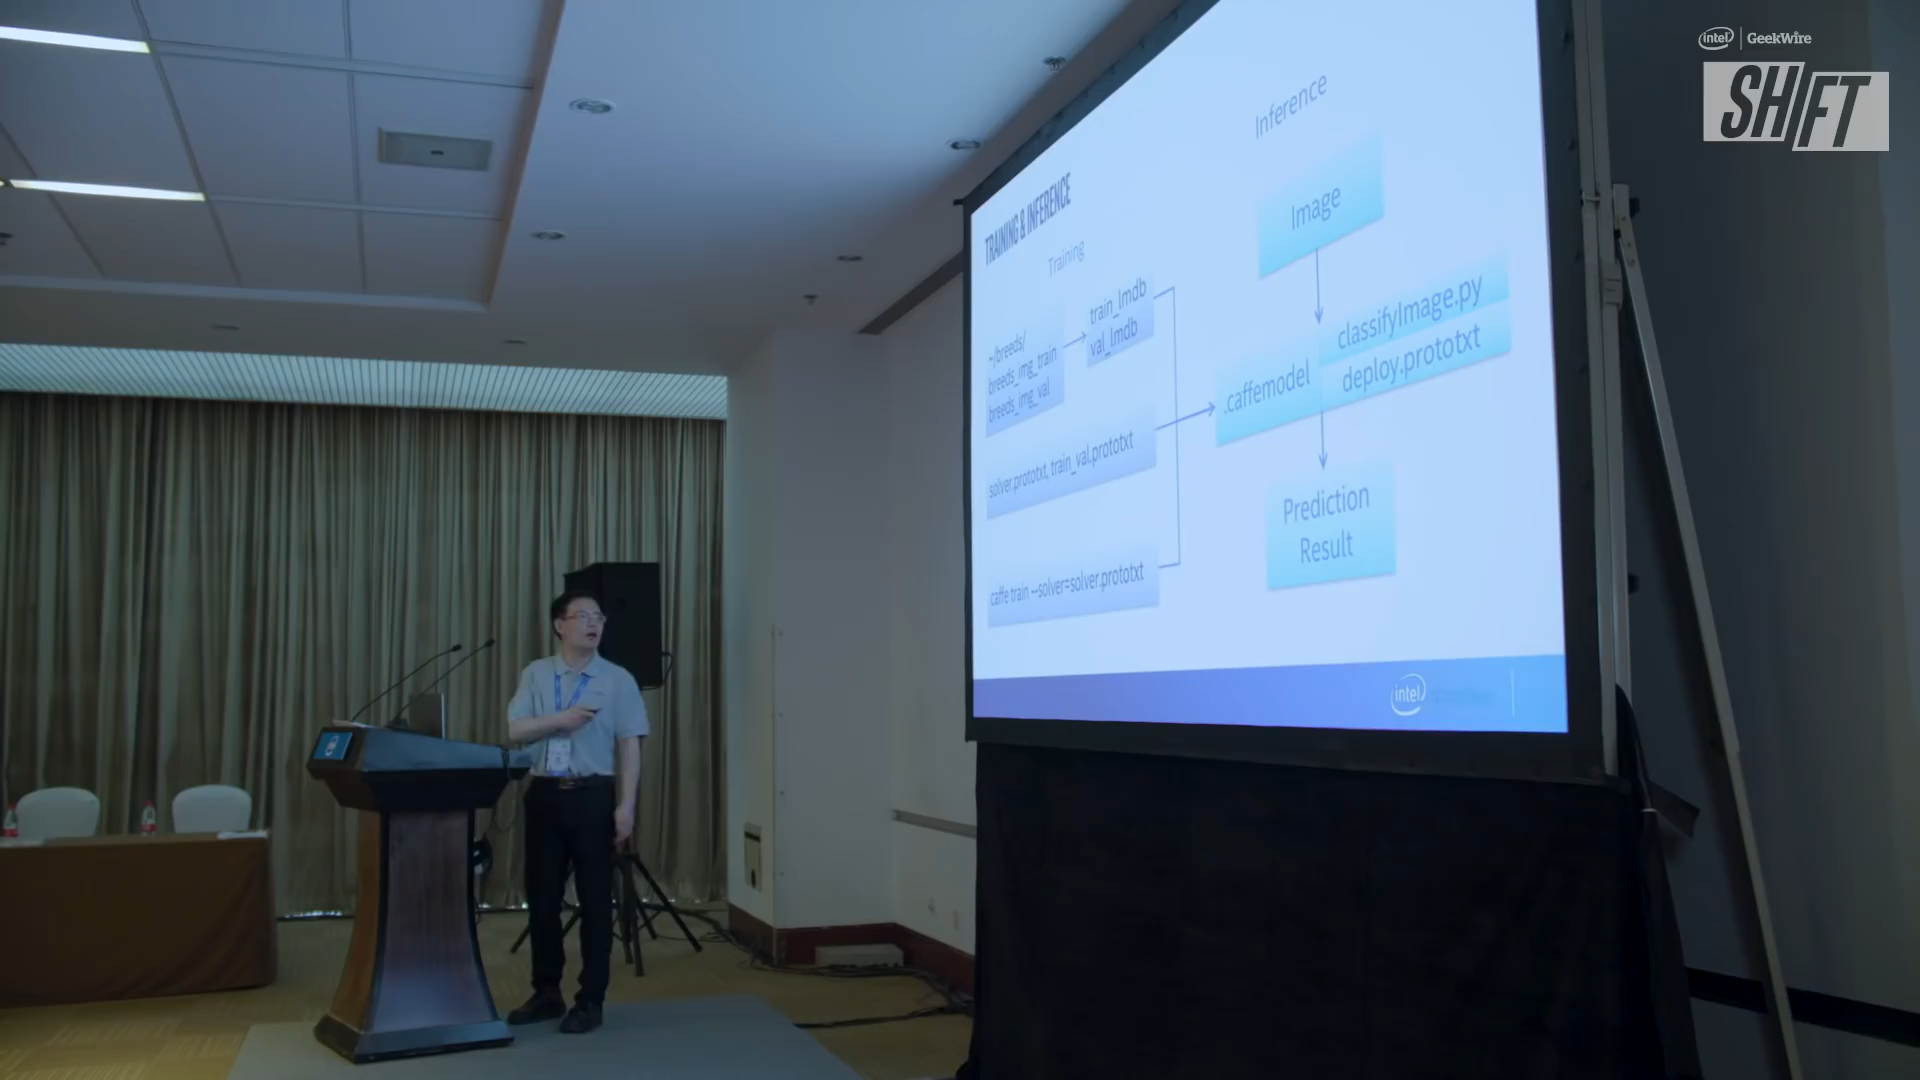 intel | GeekWire
SHIFT
TRAINING & INFERENCE
Training
~/breeds/
breeds_img_train
breeds_img_val
train_lmdb
val_lmdb
solver.prototxt, train_val.prototxt
caffe train --solver=solver.prototxt
Inference
Image
.caffemodel
classifyImage.py
deploy.prototxt
Prediction
Result
intel